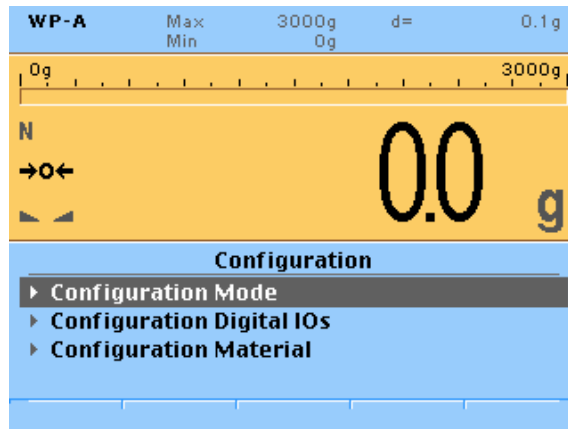 WP-A Max 3000g d= 0.1g
Min 0g
0g 3000g
N
→0←
0.0 g
Configuration
Configuration Mode
Configuration Digital IOs
Configuration Material